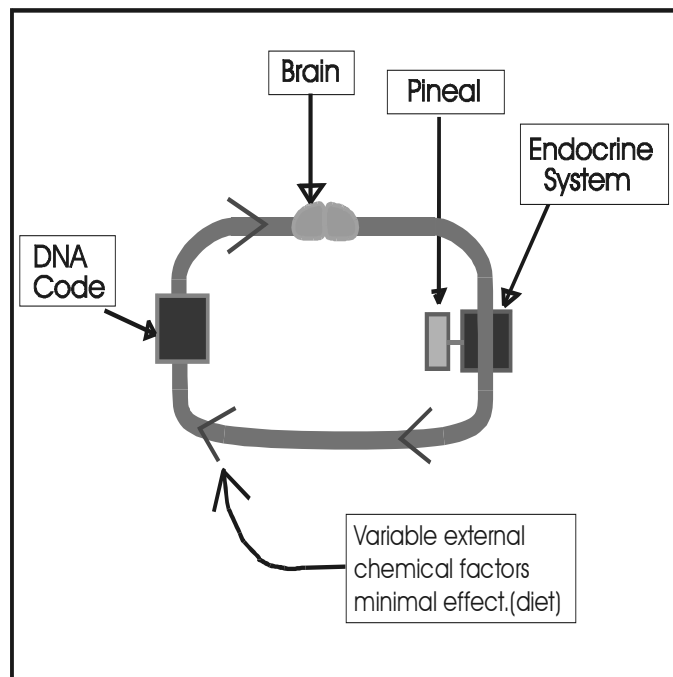 Brain
Pineal
Endocrine
System
DNA
Code
Variable external
chemical factors
minimal effect.(diet)